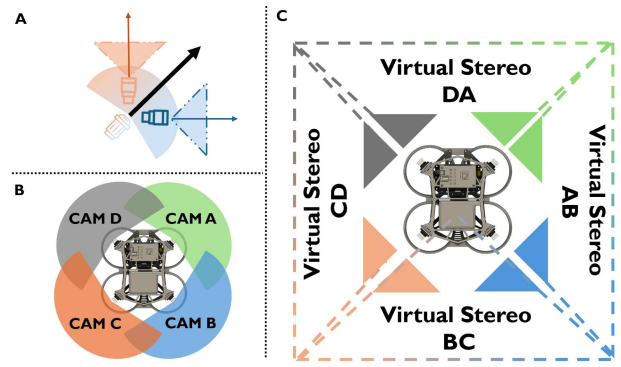 A
B
CAM D
CAM A
CAM C
CAM B
C
Virtual Stereo
DA
Virtual Stereo
CD
Virtual Stereo
AB
Virtual Stereo
BC